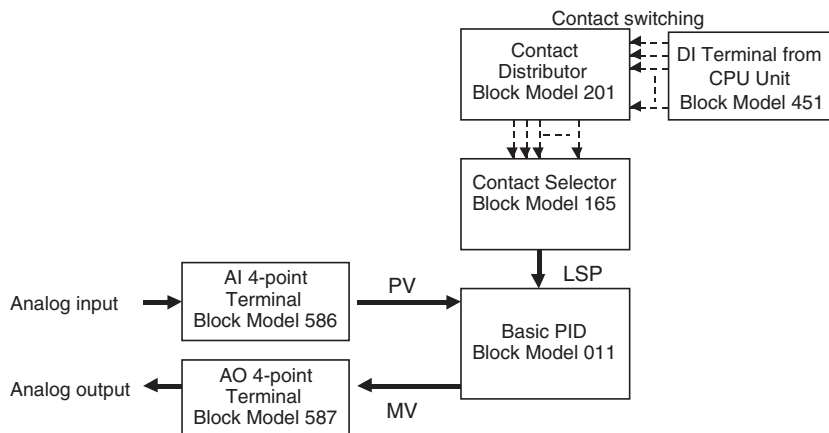 Contact switching
Contact
Distributor
Block Model 201
DI Terminal from
CPU Unit
Block Model 451
Contact Selector
Block Model 165
LSP
AI 4-point
Terminal
Block Model 586
PV
Analog input
Basic PID
Block Model 011
Analog output
AO 4-point
Terminal
Block Model 587
MV